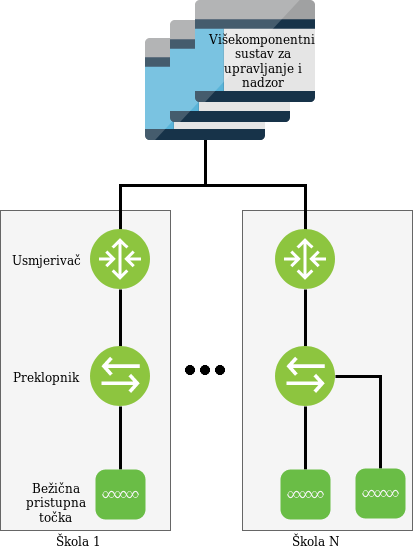 Višekomponentni
sustav za
upravljanje i
nadzor
Usmjerivač
Preklopnik
Bežična
pristupna
točka
Škola 1
Škola N